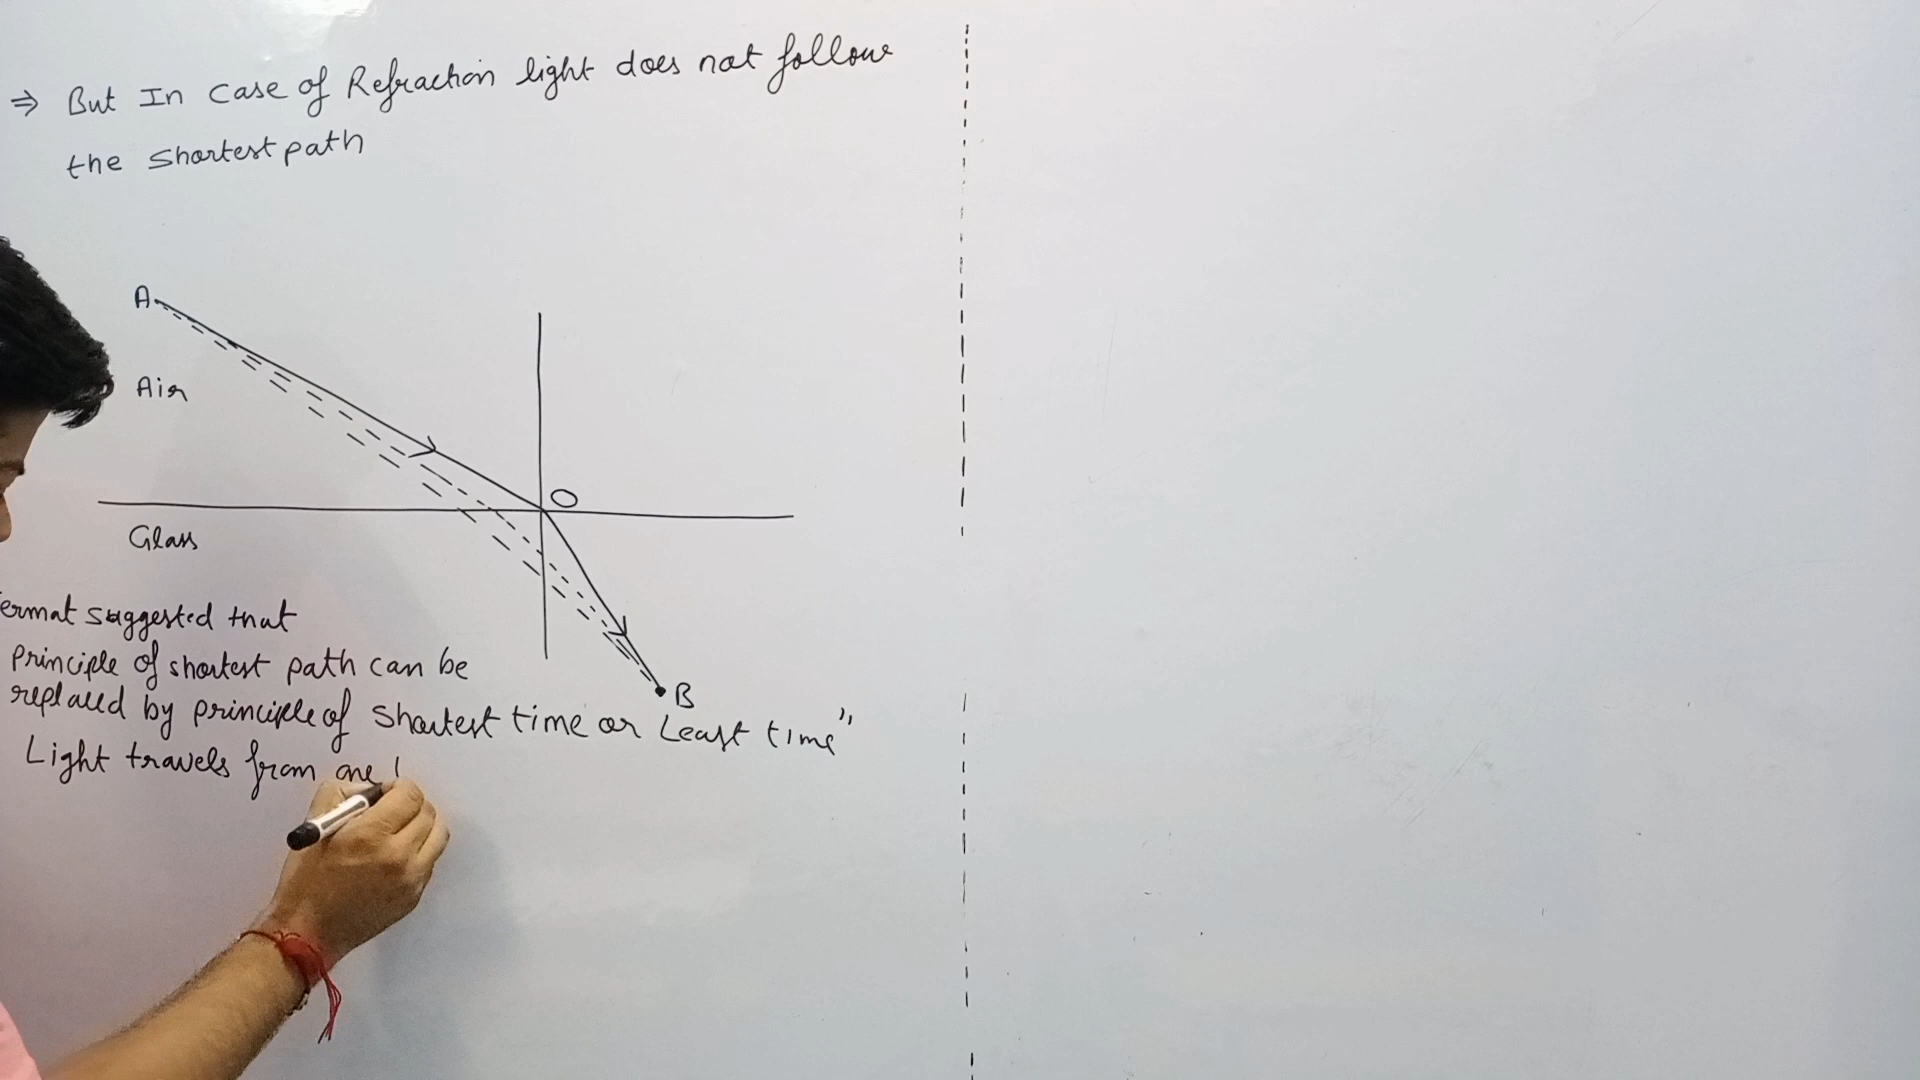 ⇒ But In case of Refraction light does not follow
the shortest path
A
Air
O
Glass
ermat suggested that
principle of shortest path can be
B
replaced by principle of shortest time or Least time"
Light travels from one